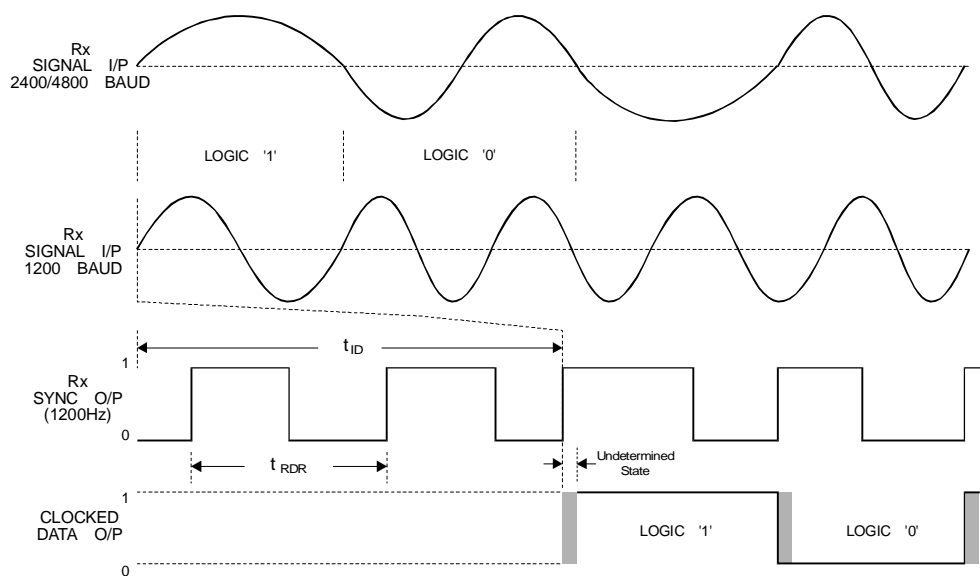 Rx
SIGNAL I/P
2400/4800 BAUD
LOGIC '1'
LOGIC '0'
Rx
SIGNAL I/P
1200 BAUD
t ID
1
Rx
SYNC O/P
(1200Hz)
0
t RDR
Undetermined
State
1
CLOCKED
DATA O/P
LOGIC '1'
LOGIC '0'
0